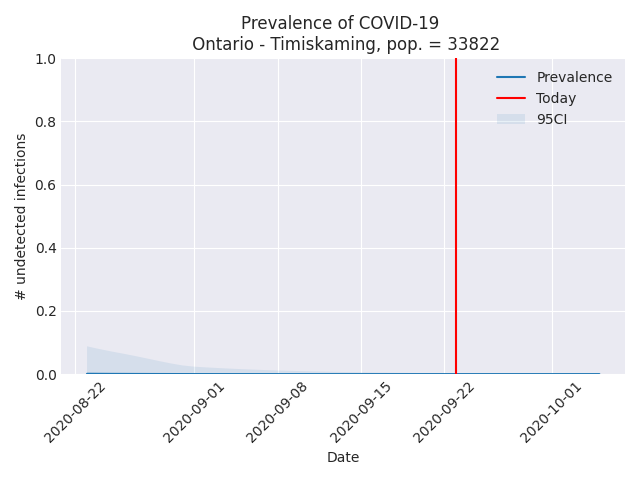 Prevalence of COVID-19
Ontario - Timiskaming, pop. = 33822
1.0
0.8
0.6
0.4
0.2
0.0
# undetected infections
Prevalence
Today
95CI
2020-08-22
2020-09-01
2020-09-08
2020-09-15
2020-09-22
2020-10-01
Date